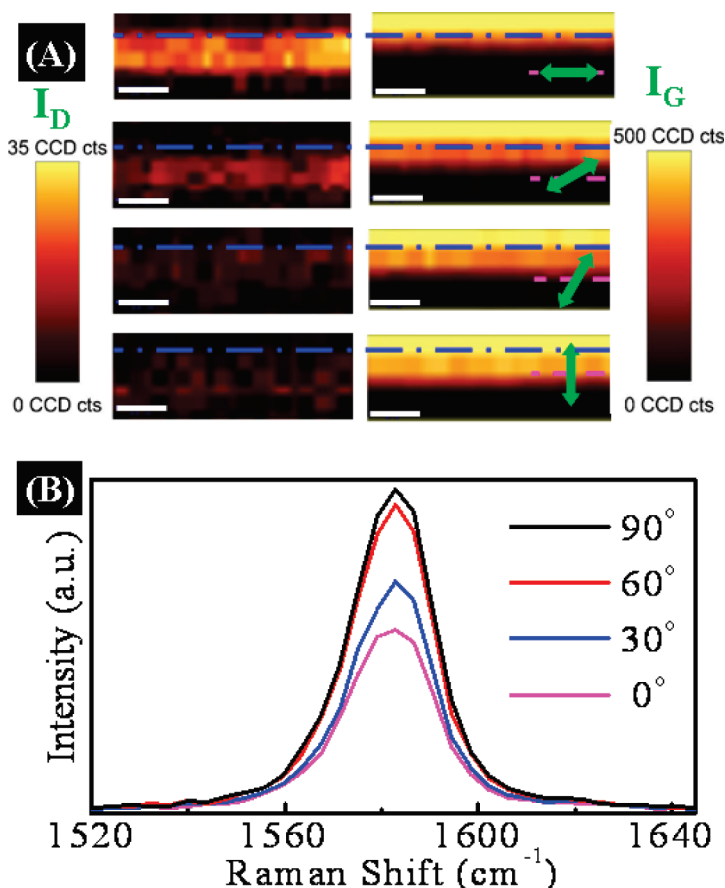 (A)
I_D
35 CCD cts
0 CCD cts
I_G
500 CCD cts
0 CCD cts
(B)
Intensity (a.u.)
90°
60°
30°
0°
1520 1560 1600 1640
Raman Shift (cm⁻¹)